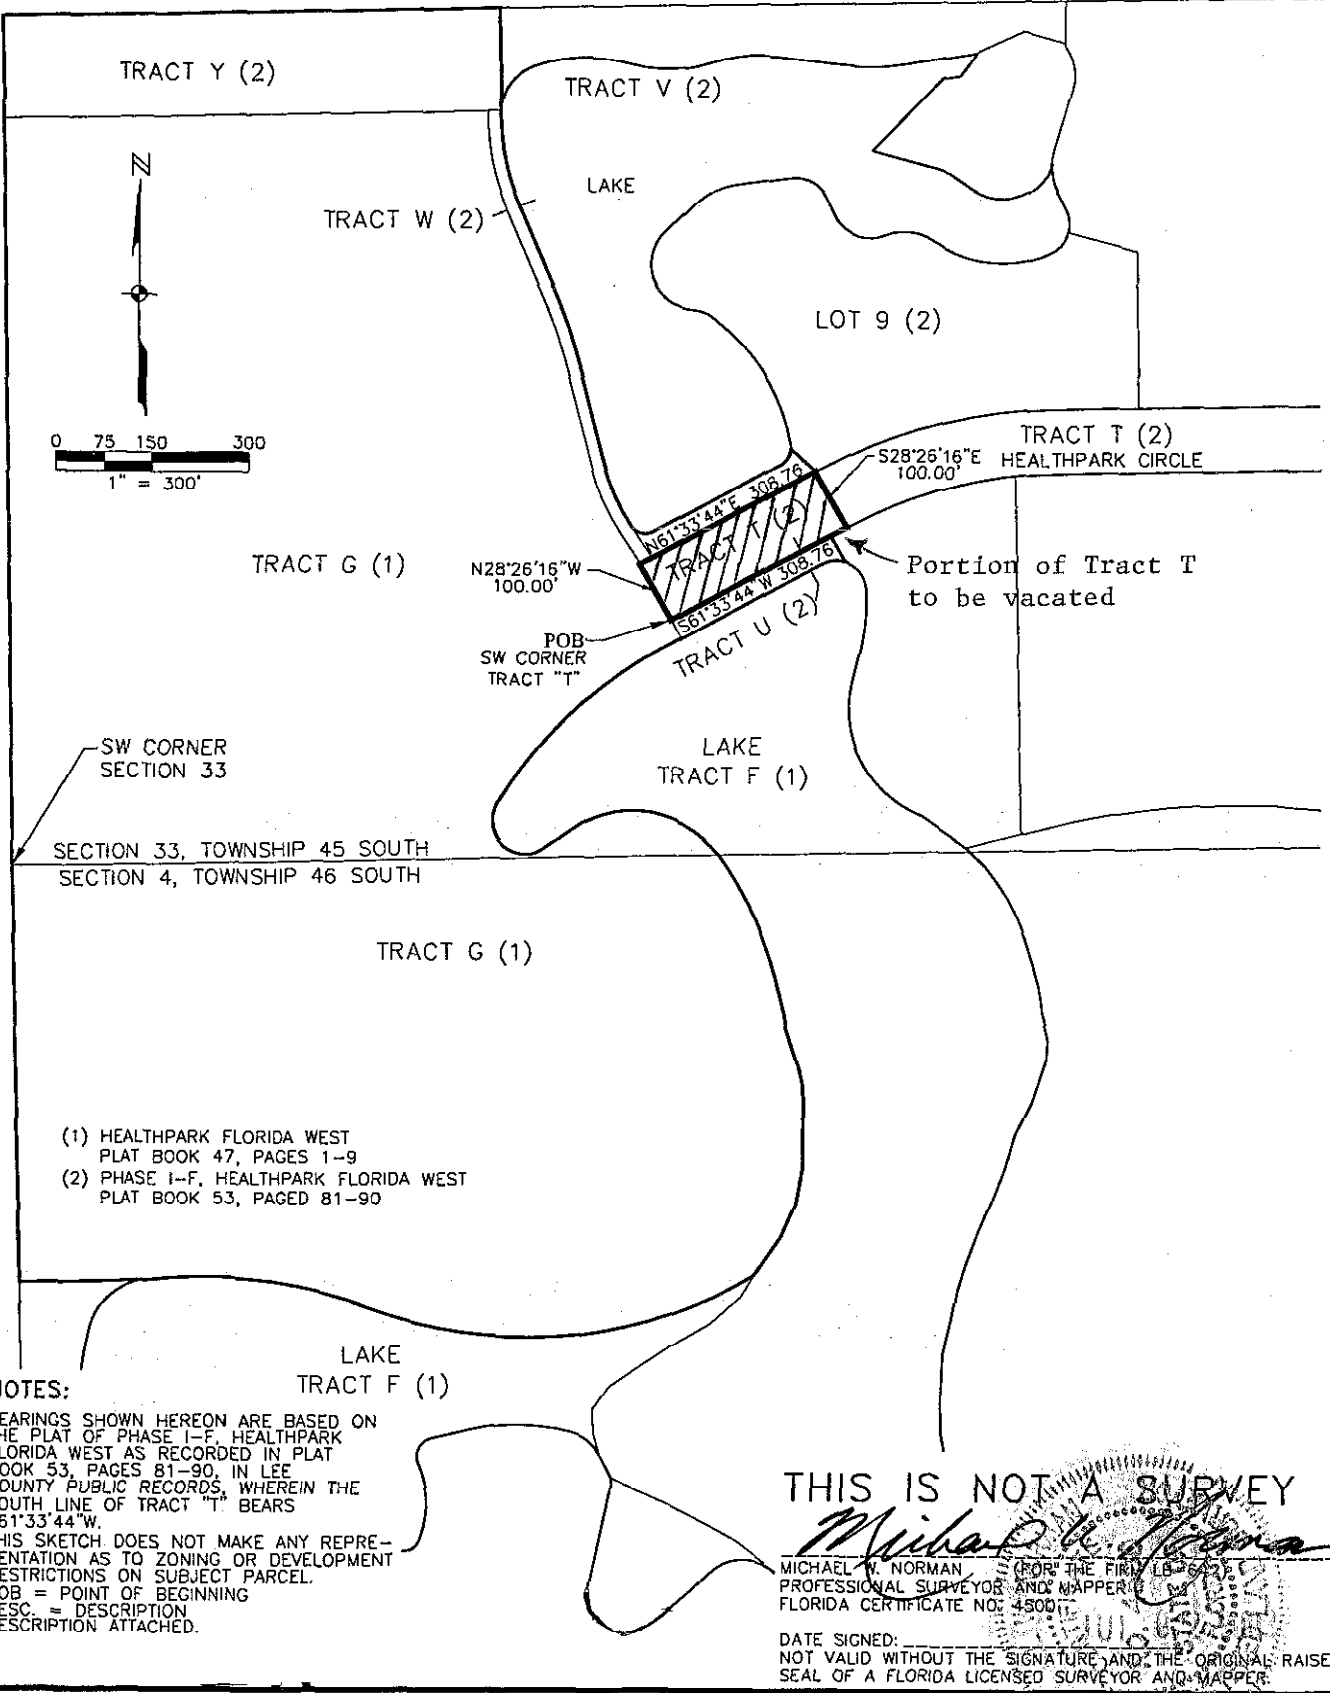 TRACT Y (2)
TRACT V (2)
N
LAKE
TRACT W (2)
LOT 9 (2)
0 75 150 300
1" = 300'
TRACT T (2)
HEALTHPARK CIRCLE
S28°26'16"E
100.00'
N61°33'44"E 308.76
TRACT T (2)
TRACT G (1)
N28°26'16"W
100.00'
S61°33'44"W 308.76
Portion of Tract T
to be vacated
POB
SW CORNER
TRACT "T"
TRACT U (2)
SW CORNER
SECTION 33
LAKE
TRACT F (1)
SECTION 33, TOWNSHIP 45 SOUTH
SECTION 4, TOWNSHIP 46 SOUTH
TRACT G (1)
(1) HEALTHPARK FLORIDA WEST
PLAT BOOK 47, PAGES 1-9
(2) PHASE I-F, HEALTHPARK FLORIDA WEST
PLAT BOOK 53, PAGED 81-90
LAKE
TRACT F (1)
OTES:
EARINGS SHOWN HEREON ARE BASED ON
HE PLAT OF PHASE I-F, HEALTHPARK
LORIDA WEST AS RECORDED IN PLAT
OOK 53, PAGES 81-90, IN LEE
OUNTY PUBLIC RECORDS, WHEREIN THE
OUTH LINE OF TRACT "T" BEARS
61°33'44"W.
HIS SKETCH DOES NOT MAKE ANY REPRE-
ENTATION AS TO ZONING OR DEVELOPMENT
ESTRICTIONS ON SUBJECT PARCEL.
OB = POINT OF BEGINNING
ESC. = DESCRIPTION
ESCRIPTION ATTACHED.
THIS IS NOT A SURVEY
Michael W. Norman
MICHAEL W. NORMAN (FOR THE FIRM
PROFESSIONAL SURVEYOR AND MAPPER
FLORIDA CERTIFICATE NO. 4500
DATE SIGNED:
NOT VALID WITHOUT THE SIGNATURE AND THE ORIGINAL RAISE
SEAL OF A FLORIDA LICENSED SURVEYOR AND MAPPER.